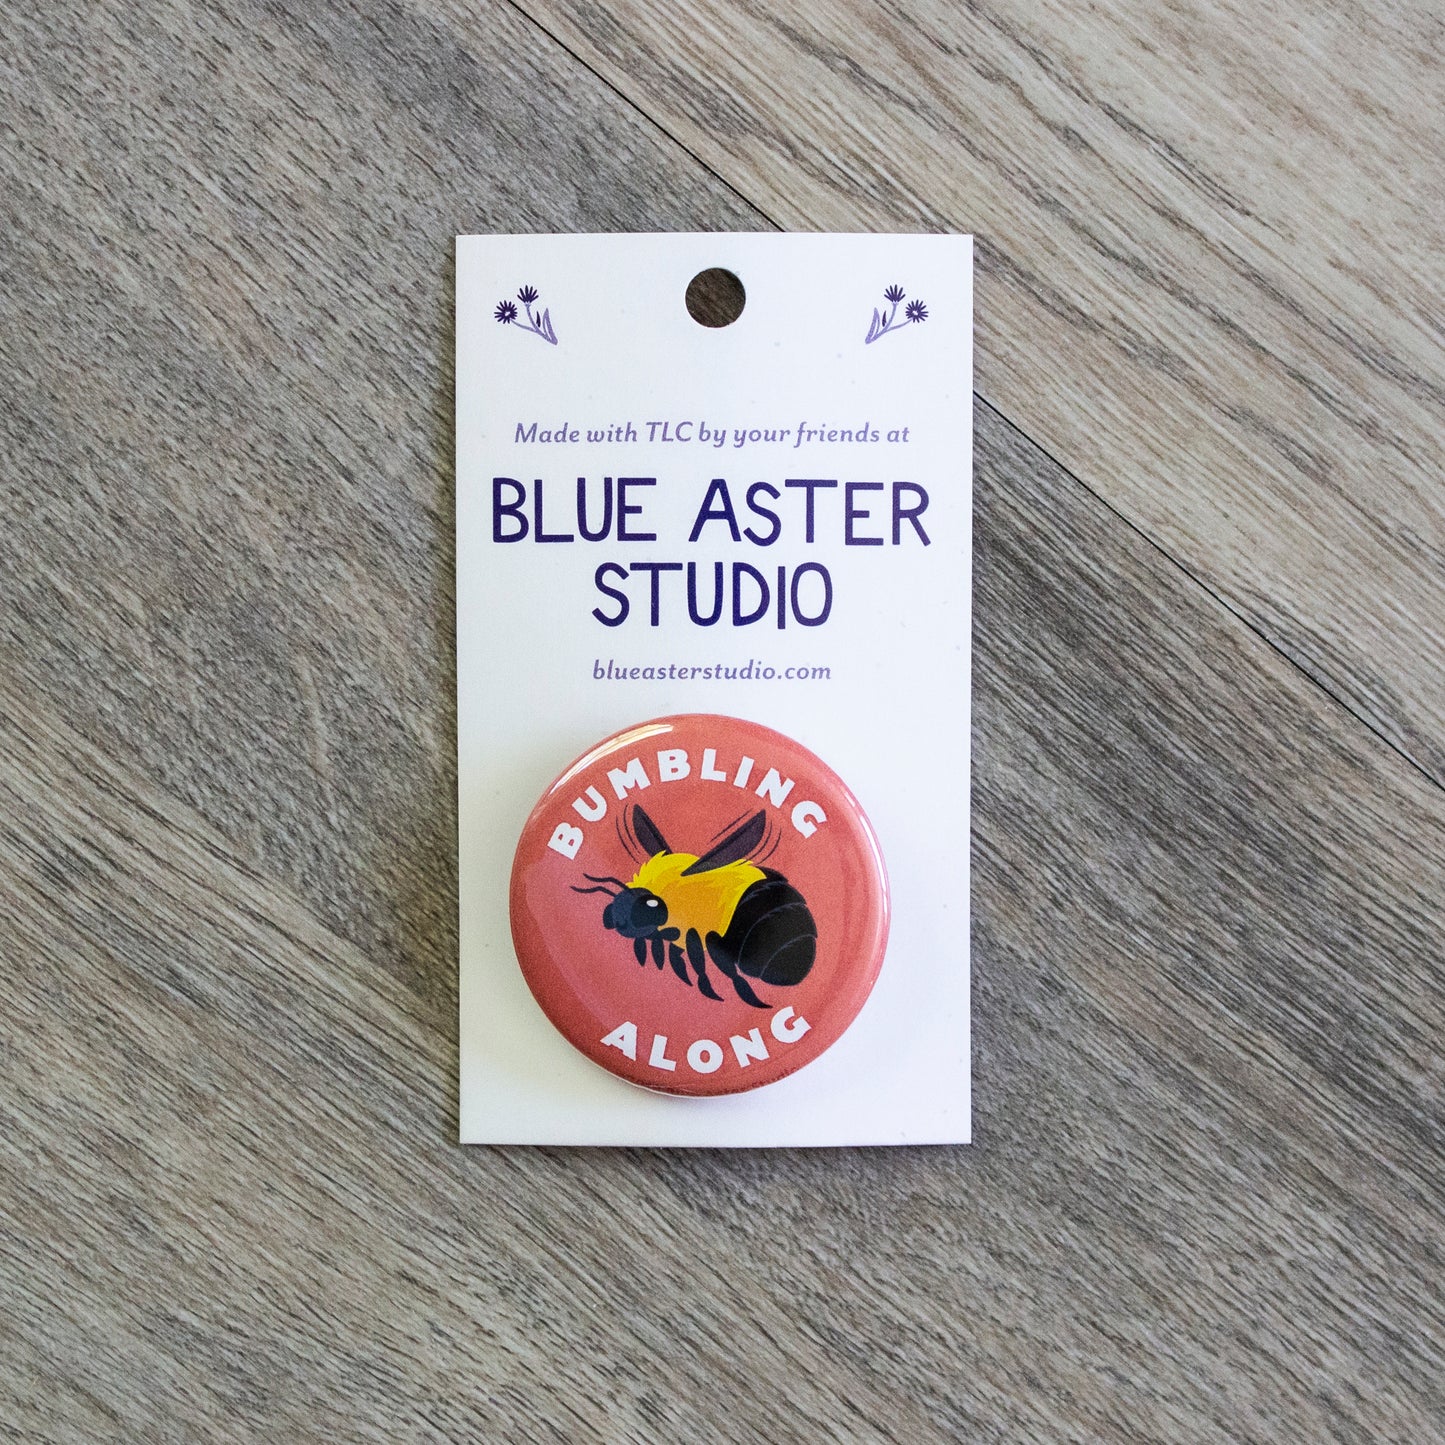 Made with TLC by your friends at
BLUE ASTER
STUDIO
blueasterstudio.com
BUMBLING
ALONG